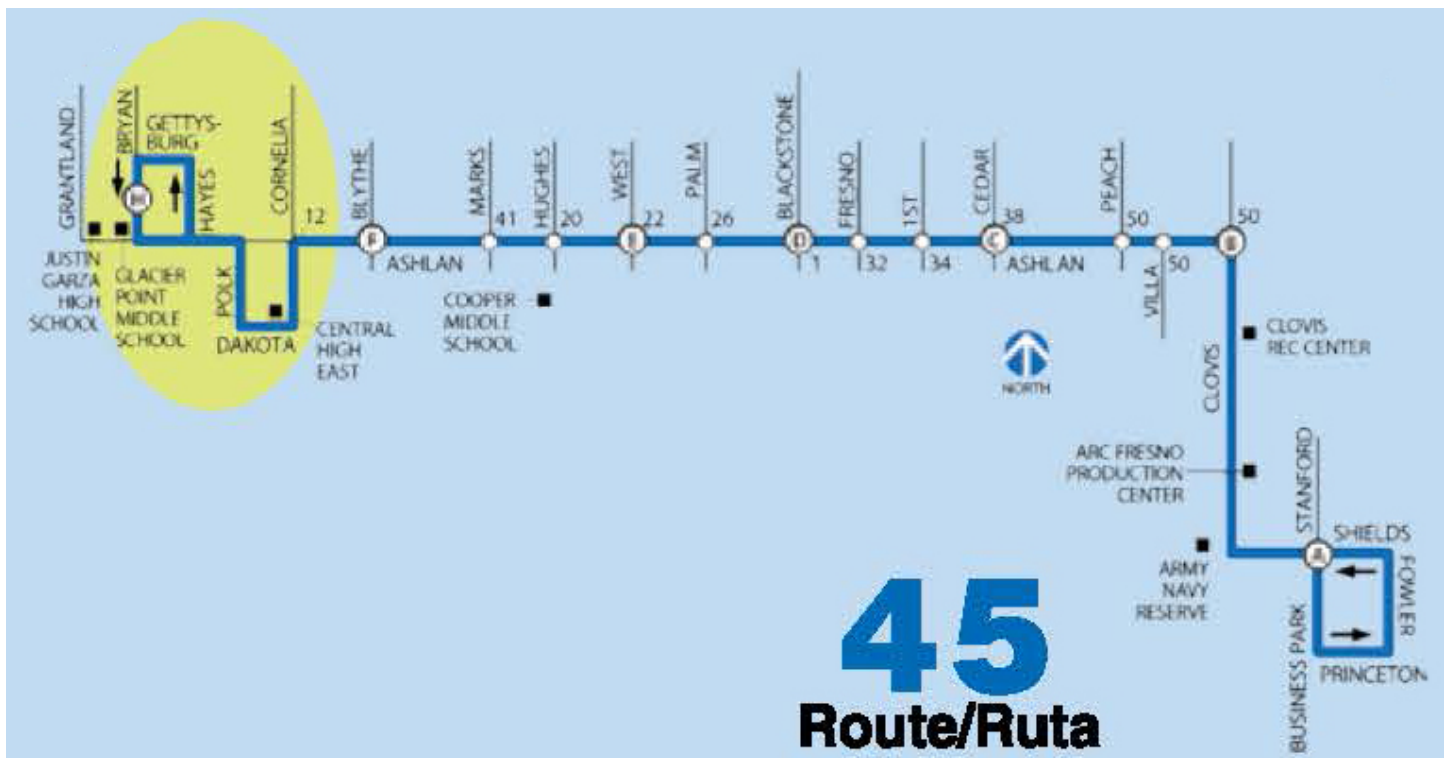 GRANTLAND
BRYAN
GETTYS-
BURG
HAYES
CORNELIA
12
BLYTHE
MARKS
41
HUGHES
20
WEST
22
PALM
26
BLACKSTONE
1
FRESNO
32
1ST
34
CEDAR
38
PEACH
50
VILLA
50
50
H
F
E
D
C
B
ASHLAN
ASHLAN
JUSTIN
GARZA
HIGH
SCHOOL
GLACIER
POINT
MIDDLE
SCHOOL
POLK
DAKOTA
CENTRAL
HIGH
EAST
COOPER
MIDDLE
SCHOOL
NORTH
CLOVIS
CLOVIS
REC CENTER
ARC FRESNO
PRODUCTION
CENTER
STANFORD
A
SHIELDS
FOWLER
ARMY
NAVY
RESERVE
BUSINESS PARK
PRINCETON
45
Route/Ruta